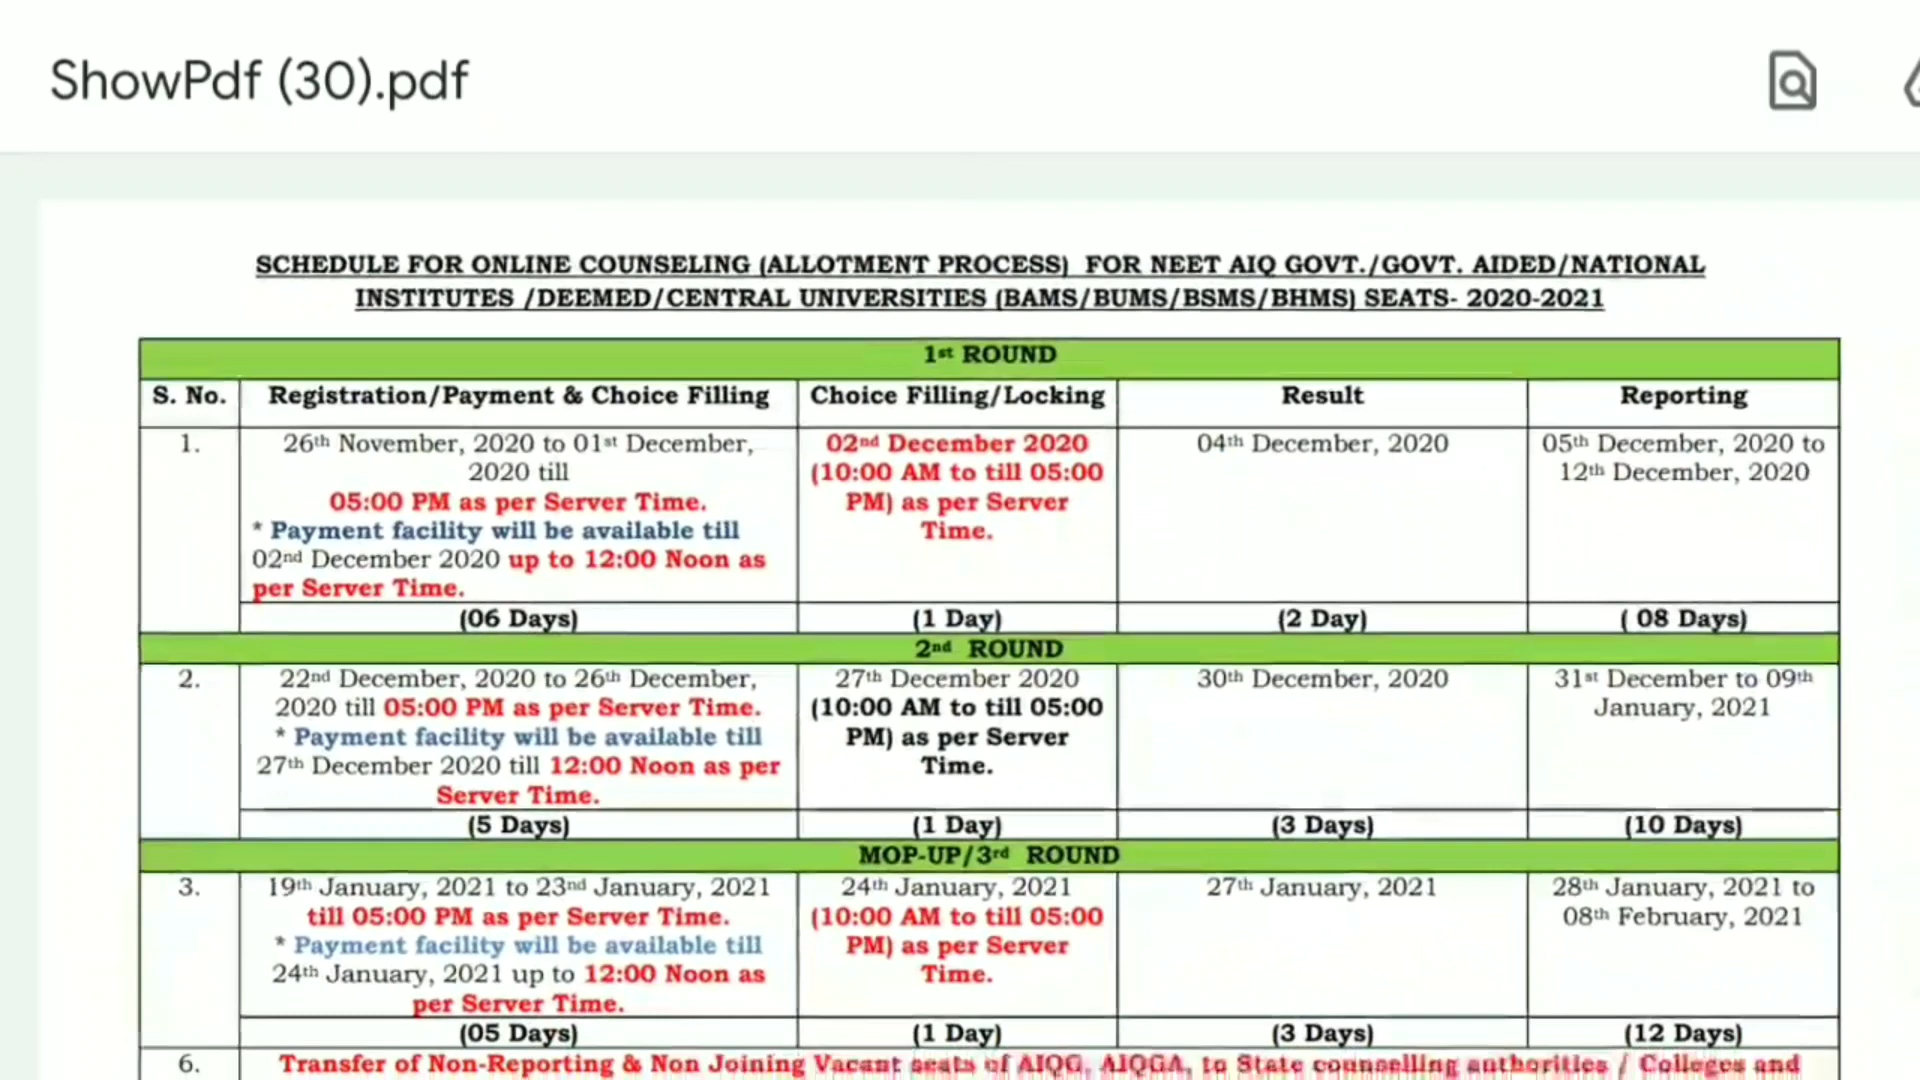 ShowPdf (30).pdf
SCHEDULE FOR ONLINE COUNSELING (ALLOTMENT PROCESS) FOR NEET AIQ GOVT./GOVT. AIDED/NATIONAL
INSTITUTES /DEEMED/CENTRAL UNIVERSITIES (BAMS/BUMS/BSMS/BHMS) SEATS- 2020-2021
1st ROUND
S. No.
Registration/Payment & Choice Filling
Choice Filling/Locking
Result
Reporting
1.
26th November, 2020 to 01st December,
2020 till
05:00 PM as per Server Time.
* Payment facility will be available till
02nd December 2020 up to 12:00 Noon as
per Server Time.
02nd December 2020
(10:00 AM to till 05:00
PM) as per Server
Time.
04th December, 2020
05th December, 2020 to
12th December, 2020
(06 Days)
(1 Day)
(2 Day)
( 08 Days)
2nd ROUND
2.
22nd December, 2020 to 26th December,
2020 till 05:00 PM as per Server Time.
* Payment facility will be available till
27th December 2020 till 12:00 Noon as per
Server Time.
27th December 2020
(10:00 AM to till 05:00
PM) as per Server
Time.
30th December, 2020
31st December to 09th
January, 2021
(5 Days)
(1 Day)
(3 Days)
(10 Days)
MOP-UP/3rd ROUND
3.
19th January, 2021 to 23nd January, 2021
till 05:00 PM as per Server Time.
* Payment facility will be available till
24th January, 2021 up to 12:00 Noon as
per Server Time.
24th January, 2021
(10:00 AM to till 05:00
PM) as per Server
Time.
27th January, 2021
28th January, 2021 to
08th February, 2021
(05 Days)
(1 Day)
(3 Days)
(12 Days)
6.
Transfer of Non-Reporting & Non Joining Vacant seats of AIQG, AIQGA, to State counselling authorities / Colleges and